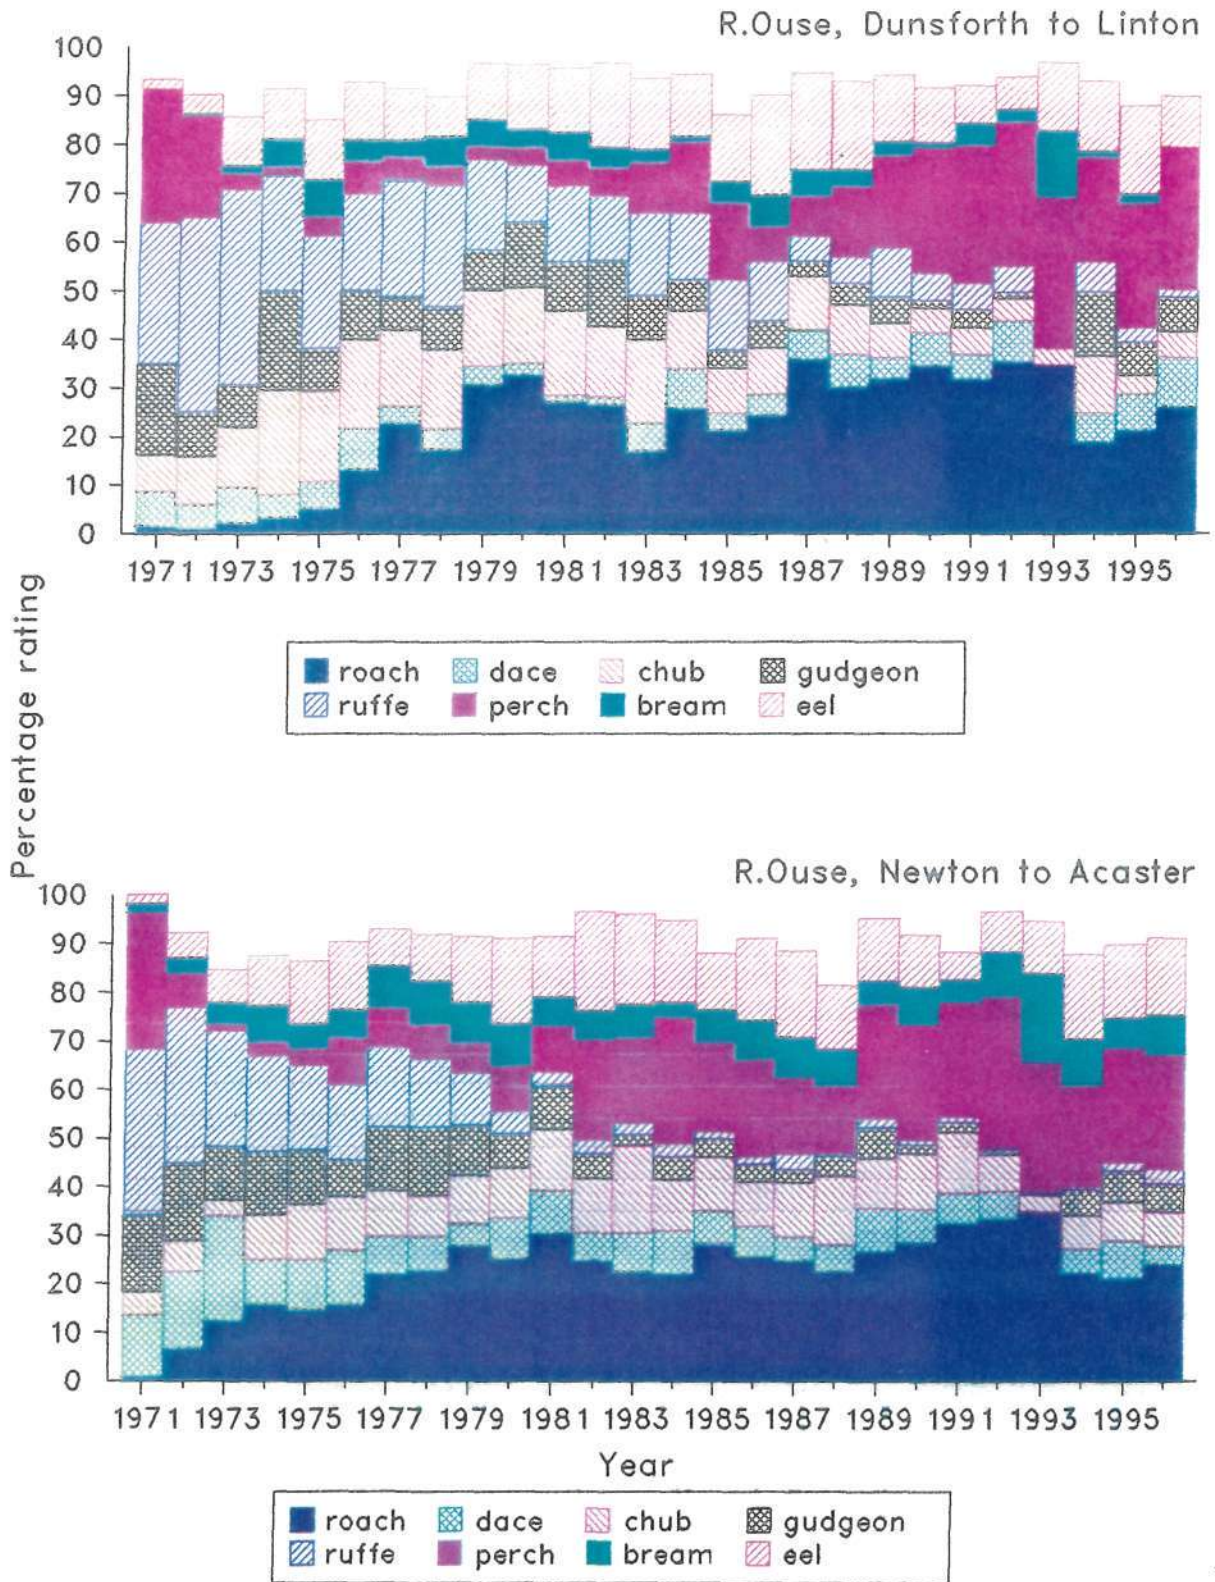 R.Ouse, Dunsforth to Linton
100
90
80
70
60
50
40
30
20
10
0
1971 1973 1975 1977 1979 1981 1983 1985 1987 1989 1991 1993 1995
Percentage rating
roach dace chub gudgeon
ruffe perch bream eel
R.Ouse, Newton to Acaster
100
90
80
70
60
50
40
30
20
10
0
1971 1973 1975 1977 1979 1981 1983 1985 1987 1989 1991 1993 1995
Year
roach dace chub gudgeon
ruffe perch bream eel